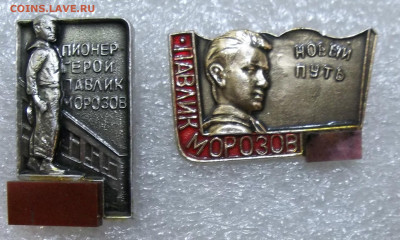 COINS.LAVE.RU
ПИОНЕР
ГЕРОЙ
ПАВЛИК
МОРОЗОВ
НОВЫЙ
ПУТЬ
ПАВЛИК
МОРОЗОВ